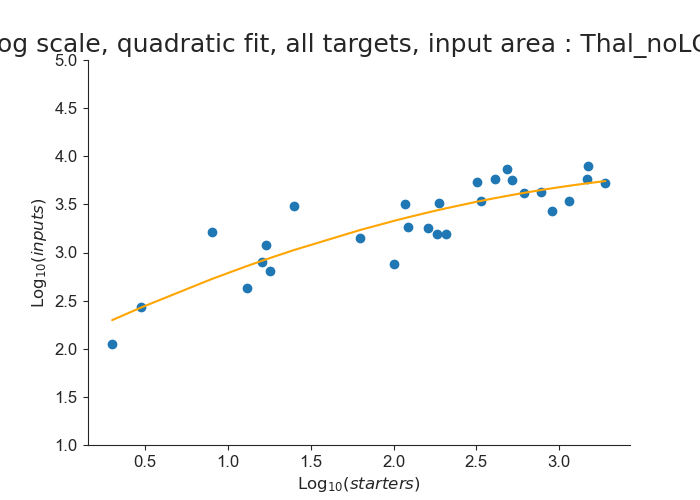 og scale, quadratic fit, all targets, input area : Thal_noLG
5.0
4.5
4.0
3.5
3.0
2.5
2.0
1.5
1.0
Log₁₀(inputs)
0.5 1.0 1.5 2.0 2.5 3.0
Log₁₀(starters)